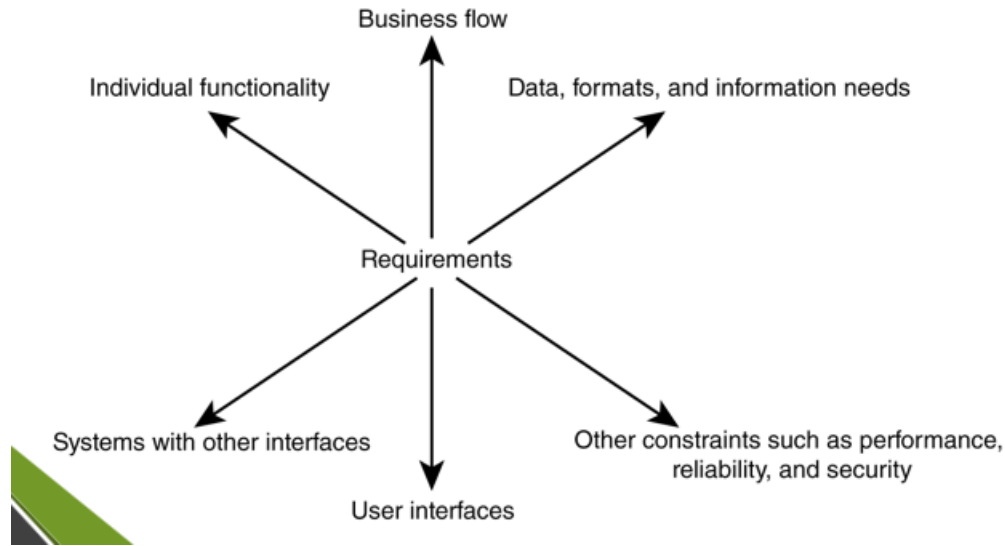 Business flow
Individual functionality
Data, formats, and information needs
Requirements
Systems with other interfaces
Other constraints such as performance,
reliability, and security
User interfaces